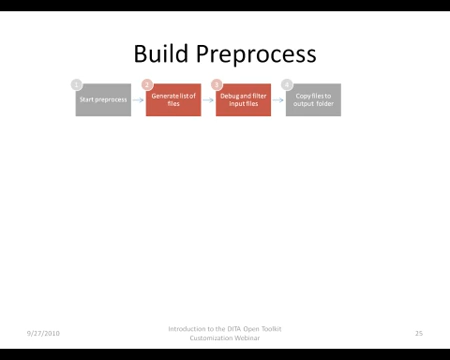 Build Preprocess
1
2
3
4
Start preprocess
Generate list of
files
Debug and filter
input files
Copy files to
output folder
9/27/2010
Introduction to the DITA Open Toolkit
Customization Webinar
25